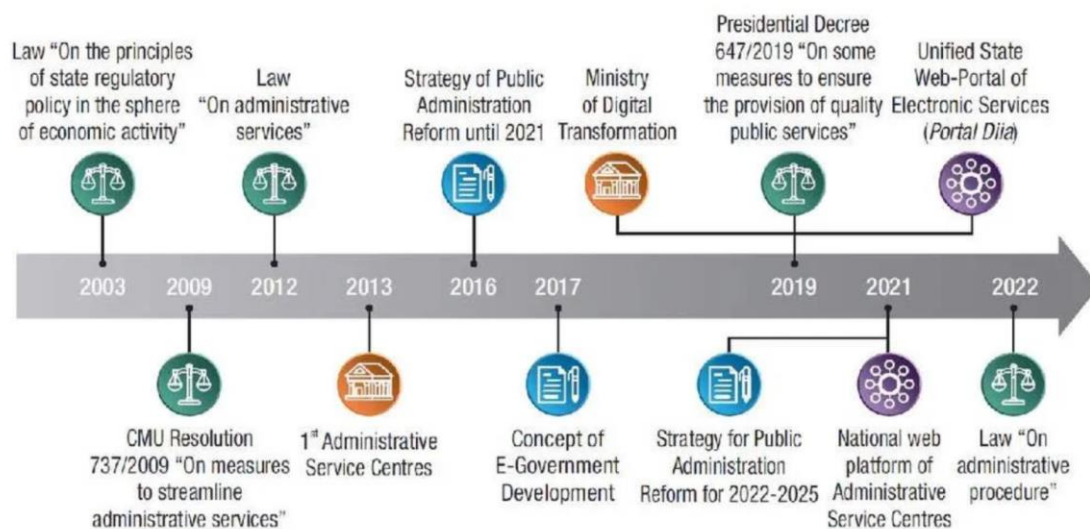 Law “On the principles
of state regulatory
policy in the sphere
of economic activity”
Law
“On administrative
services”
Strategy of Public
Administration
Reform until 2021
Ministry
of Digital
Transformation
Presidential Decree
647/2019 “On some
measures to ensure
the provision of quality
public services”
Unified State
Web-Portal of
Electronic Services
(Portal Diia)
2003
2009
2012
2013
2016
2017
2019
2021
2022
CMU Resolution
737/2009 “On measures
to streamline
administrative services”
1st Administrative
Service Centres
Concept of
E-Government
Development
Strategy for Public
Administration
Reform for 2022-2025
National web
platform of
Administrative
Service Centres
Law “On
administrative
procedure”